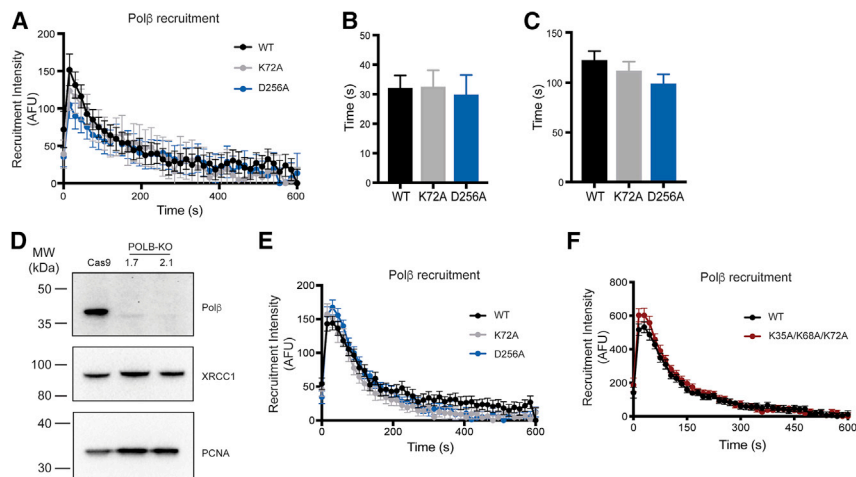 A
Polβ recruitment
Recruitment Intensity
(AFU)
200
150
100
50
0
0 200 400 600
Time (s)
WT
K72A
D256A
B
Time (s)
50
40
30
20
10
0
WT K72A D256A
C
Time (s)
150
100
50
0
WT K72A D256A
D
MW
(kDa)
POLB-KO
Cas9 1.7 2.1
50
35
Polβ
100
80
XRCC1
40
30
PCNA
E
Polβ recruitment
Recruitment Intensity
(AFU)
200
150
100
50
0
0 200 400 600
Time (s)
WT
K72A
D256A
F
Polβ recruitment
Recruitment Intensity
(AFU)
800
600
400
200
0
0 150 300 450 600
Time (s)
WT
K35A/K68A/K72A